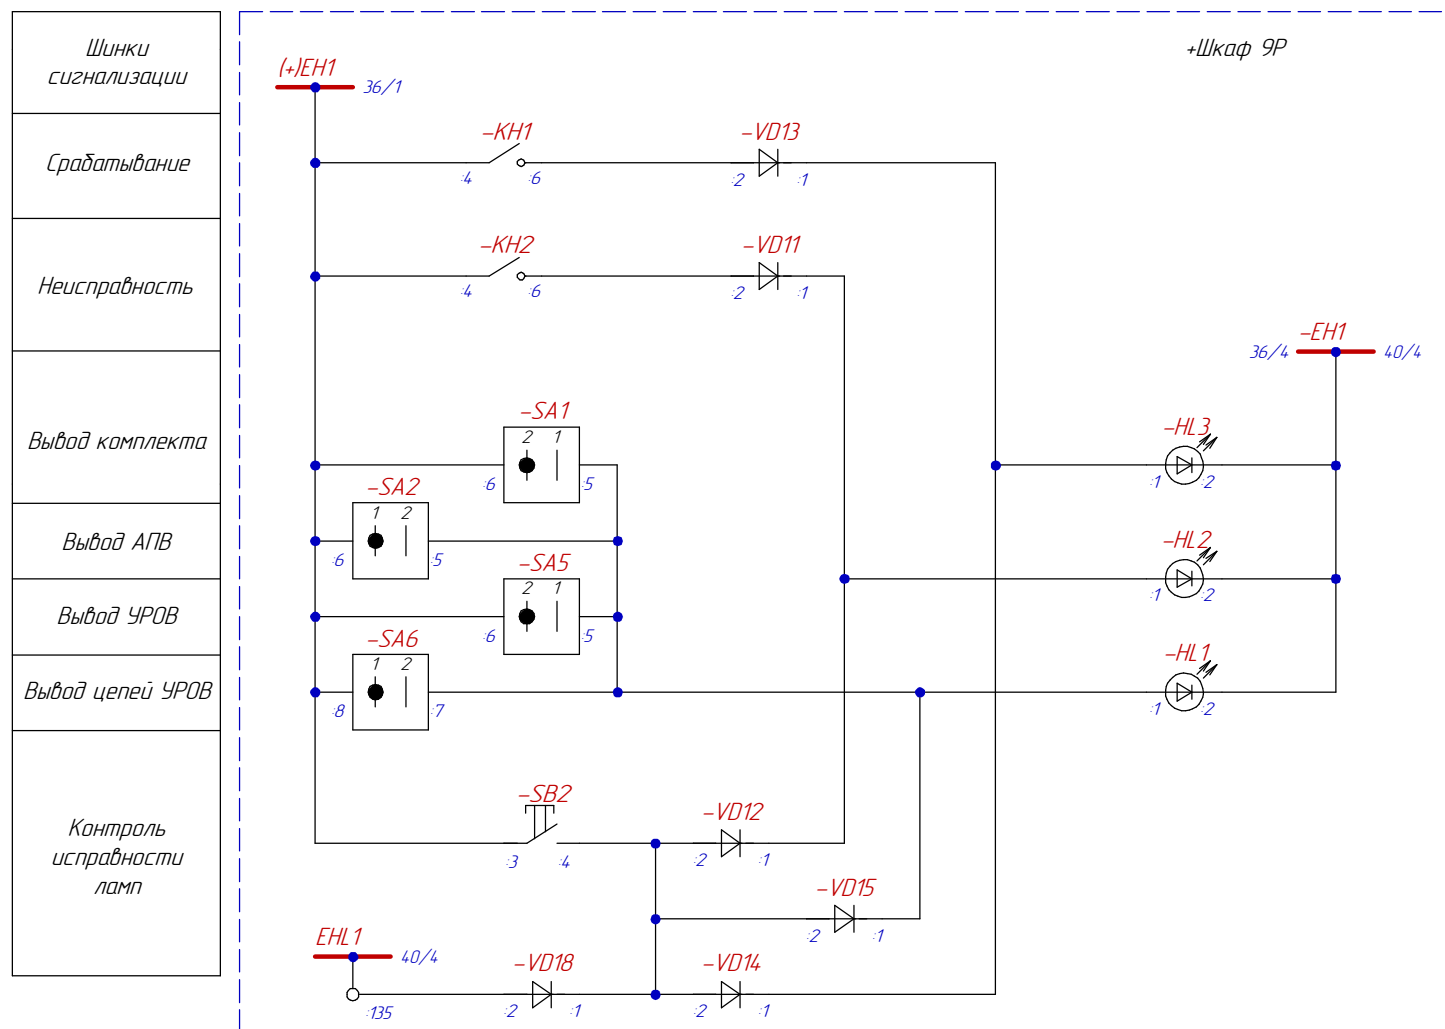 Шинки
сигнализации
Срабатывание
Неисправность
Вывод комплекта
Вывод АПВ
Вывод УРОВ
Вывод цепей УРОВ
Контроль
исправности
ламп
+Шкаф 9Р
(+)EH1
36/1
-KH1
:4 :6
-VD13
:2 :1
-KH2
:4 :6
-VD11
:2 :1
-EH1
36/4 40/4
-SA1
2 1
:6 :5
-SA2
1 2
:6 :5
-SA5
2 1
:6 :5
-SA6
1 2
:8 :7
-HL3
:1 :2
-HL2
:1 :2
-HL1
:1 :2
-SB2
:3 :4
-VD12
:2 :1
-VD15
:2 :1
EHL1
40/4
:135
-VD18
:2 :1
-VD14
:2 :1